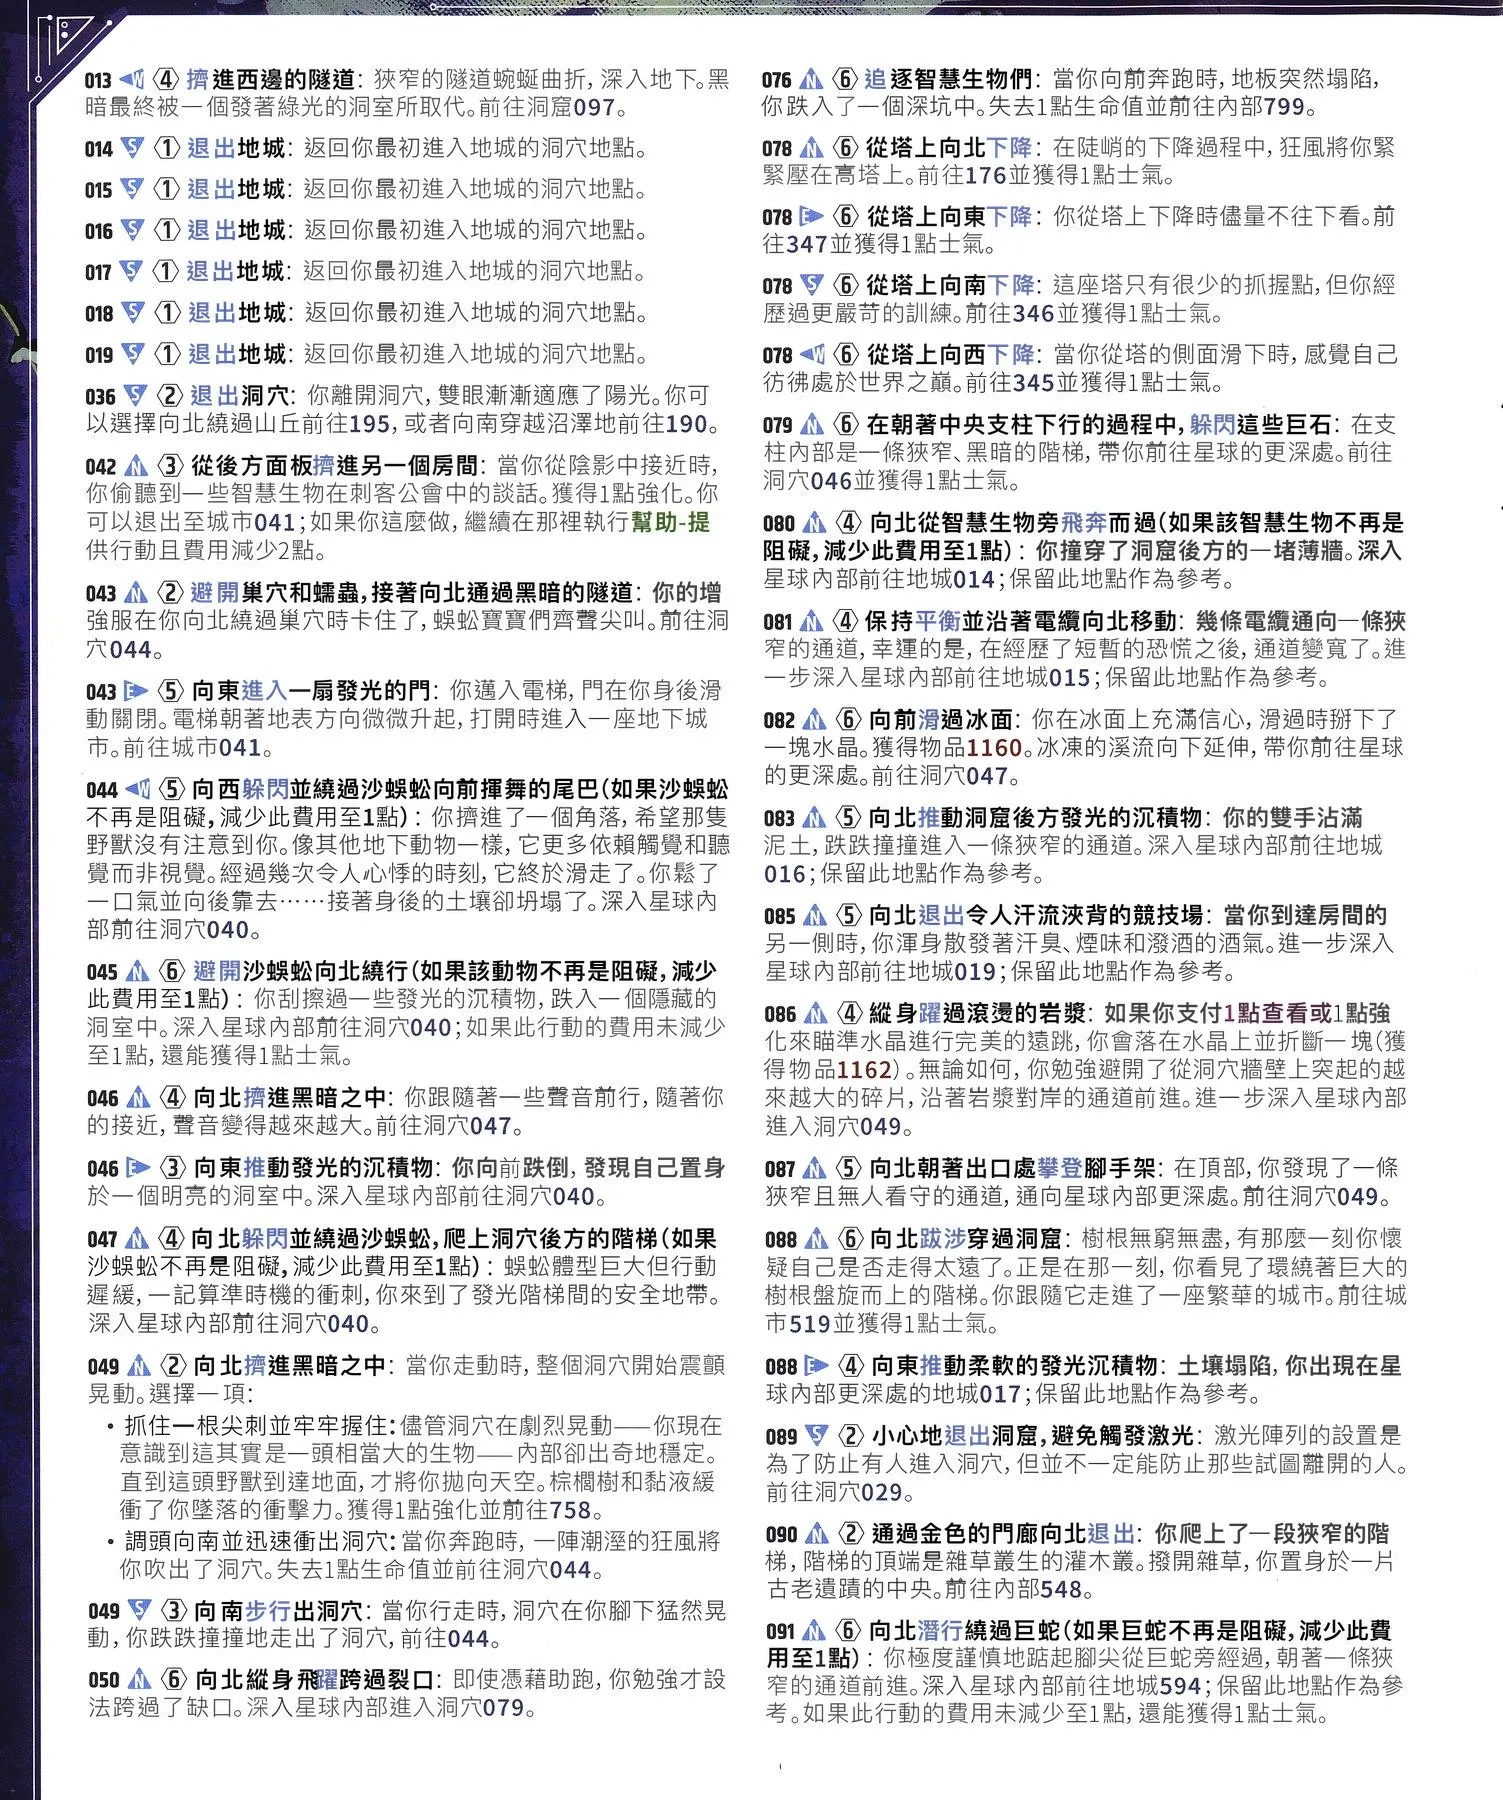 013 W 4 擠進西邊的隧道: 狹窄的隧道蜿蜒曲折, 深入地下。黑
暗最終被一個發著綠光的洞室所取代。前往洞窟097。
014 S 1 退出地城: 返回你最初進入地城的洞穴地點。
015 S 1 退出地城: 返回你最初進入地城的洞穴地點。
016 S 1 退出地城: 返回你最初進入地城的洞穴地點。
017 S 1 退出地城: 返回你最初進入地城的洞穴地點。
018 S 1 退出地城: 返回你最初進入地城的洞穴地點。
019 S 1 退出地城: 返回你最初進入地城的洞穴地點。
036 S 2 退出洞穴: 你離開洞穴, 雙眼漸漸適應了陽光。你可
以選擇向北繞過山丘前往195, 或者向南穿越沼澤地前往190。
042 N 3 從後方面板擠進另一個房間: 當你從陰影中接近時,
你偷聽到一些智慧生物在刺客公會中的談話。獲得1點強化。你
可以退出至城市041; 如果你這麼做, 繼續在那裡執行幫助-提
供行動且費用減少2點。
043 N 2 避開巢穴和蠕蟲, 接著向北通過黑暗的隧道: 你的增
強服在你向北繞過巢穴時卡住了, 蜈蚣寶寶們齊聲尖叫。前往洞
穴044。
043 E 5 向東進入一扇發光的門: 你邁入電梯, 門在你身後滑
動關閉。電梯朝著地表方向微微升起, 打開時進入一座地下城
市。前往城市041。
044 W 5 向西躲閃並繞過沙蜈蚣向前揮舞的尾巴(如果沙蜈蚣
不再是阻礙, 減少此費用至1點): 你擠進了一個角落, 希望那隻
野獸沒有注意到你。像其他地下動物一樣, 它更多依賴觸覺和聽
覺而非視覺。經過幾次令人心悸的時刻, 它終於滑走了。你鬆了
一口氣並向後靠去……接著身後的土壤卻坍塌了。深入星球內
部前往洞穴040。
045 N 6 避開沙蜈蚣向北繞行(如果該動物不再是阻礙, 減少
此費用至1點): 你刮擦過一些發光的沉積物, 跌入一個隱藏的
洞室中。深入星球內部前往洞穴040; 如果此行動的費用未減少
至1點, 還能獲得1點士氣。
046 N 4 向北擠進黑暗之中: 你跟隨著一些聲音前行, 隨著你
的接近, 聲音變得越來越大。前往洞穴047。
046 E 3 向東推動發光的沉積物: 你向前跌倒, 發現自己置身
於一個明亮的洞室中。深入星球內部前往洞穴040。
047 N 4 向北躲閃並繞過沙蜈蚣, 爬上洞穴後方的階梯(如果
沙蜈蚣不再是阻礙, 減少此費用至1點): 蜈蚣體型巨大但行動
遲緩, 一記算準時機的衝刺, 你來到了發光階梯間的安全地帶。
深入星球內部前往洞穴040。
049 N 2 向北擠進黑暗之中: 當你走動時, 整個洞穴開始震顫
晃動。選擇一項:
• 抓住一根尖刺並牢牢握住: 儘管洞穴在劇烈晃動——你現在
意識到這其實是一頭相當大的生物——內部卻出奇地穩定。
直到這頭野獸到達地面, 才將你拋向天空。棕櫚樹和黏液緩
衝了你墜落的衝擊力。獲得1點強化並前往758。
• 調頭向南並迅速衝出洞穴: 當你奔跑時, 一陣潮溼的狂風將
你吹出了洞穴。失去1點生命值並前往洞穴044。
049 S 3 向南步行出洞穴: 當你行走時, 洞穴在你腳下猛然晃
動, 你跌跌撞撞地走出了洞穴, 前往044。
050 N 6 向北縱身飛躍跨過裂口: 即使憑藉助跑, 你勉強才設
法跨過了缺口。深入星球內部進入洞穴079。
076 N 6 追逐智慧生物們: 當你向前奔跑時, 地板突然塌陷,
你跌入了一個深坑中。失去1點生命值並前往內部799。
078 N 6 從塔上向北下降: 在陡峭的下降過程中, 狂風將你緊
緊壓在高塔上。前往176並獲得1點士氣。
078 E 6 從塔上向東下降: 你從塔上下降時儘量不往下看。前
往347並獲得1點士氣。
078 S 6 從塔上向南下降: 這座塔只有很少的抓握點, 但你經
歷過更嚴苛的訓練。前往346並獲得1點士氣。
078 W 6 從塔上向西下降: 當你從塔的側面滑下時, 感覺自己
彷彿處於世界之巔。前往345並獲得1點士氣。
079 N 6 在朝著中央支柱下行的過程中, 躲閃這些巨石: 在支
柱內部是一條狹窄、黑暗的階梯, 帶你前往星球的更深處。前往
洞穴046並獲得1點士氣。
080 N 4 向北從智慧生物旁飛奔而過(如果該智慧生物不再是
阻礙, 減少此費用至1點): 你撞穿了洞窟後方的一堵薄牆。深入
星球內部前往地城014; 保留此地點作為參考。
081 N 4 保持平衡並沿著電纜向北移動: 幾條電纜通向一條狹
窄的通道, 幸運的是, 在經歷了短暫的恐慌之後, 通道變寬了。進
一步深入星球內部前往地城015; 保留此地點作為參考。
082 N 6 向前滑過冰面: 你在冰面上充滿信心, 滑過時掰下了
一塊水晶。獲得物品1160。冰凍的溪流向下延伸, 帶你前往星球
的更深處。前往洞穴047。
083 N 5 向北推動洞窟後方發光的沉積物: 你的雙手沾滿
泥土, 跌跌撞撞進入一條狹窄的通道。深入星球內部前往地城
016; 保留此地點作為參考。
085 N 5 向北退出令人汗流浹背的競技場: 當你到達房間的
另一側時, 你渾身散發著汗臭、煙味和潑酒的酒氣。進一步深入
星球內部前往地城019; 保留此地點作為參考。
086 N 4 縱身躍過滾燙的岩漿: 如果你支付1點查看或1點強
化來瞄準水晶進行完美的遠跳, 你會落在水晶上並折斷一塊(獲
得物品1162)。無論如何, 你勉強避開了從洞穴牆壁上突起的越
來越大的碎片, 沿著岩漿對岸的通道前進。進一步深入星球內部
進入洞穴049。
087 N 5 向北朝著出口處攀登腳手架: 在頂部, 你發現了一條
狹窄且無人看守的通道, 通向星球內部更深處。前往洞穴049。
088 N 6 向北跋涉穿過洞窟: 樹根無窮無盡, 有那麼一刻你懷
疑自己是否走得太遠了。正是在那一刻, 你看見了環繞著巨大的
樹根盤旋而上的階梯。你跟隨它走進了一座繁華的城市。前往城
市519並獲得1點士氣。
088 E 4 向東推動柔軟的發光沉積物: 土壤塌陷, 你出現在星
球內部更深處的地城017; 保留此地點作為參考。
089 S 2 小心地退出洞窟, 避免觸發激光: 激光陣列的設置是
為了防止有人進入洞穴, 但並不一定能防止那些試圖離開的人。
前往洞穴029。
090 N 2 通過金色的門廊向北退出: 你爬上了一段狹窄的階
梯, 階梯的頂端是雜草叢生的灌木叢。撥開雜草, 你置身於一片
古老遺蹟的中央。前往內部548。
091 N 6 向北潛行繞過巨蛇(如果巨蛇不再是阻礙, 減少此費
用至1點): 你極度謹慎地踮起腳尖從巨蛇旁經過, 朝著一條狹
窄的通道前進。深入星球內部前往地城594; 保留此地點作為參
考。如果此行動的費用未減少至1點, 還能獲得1點士氣。